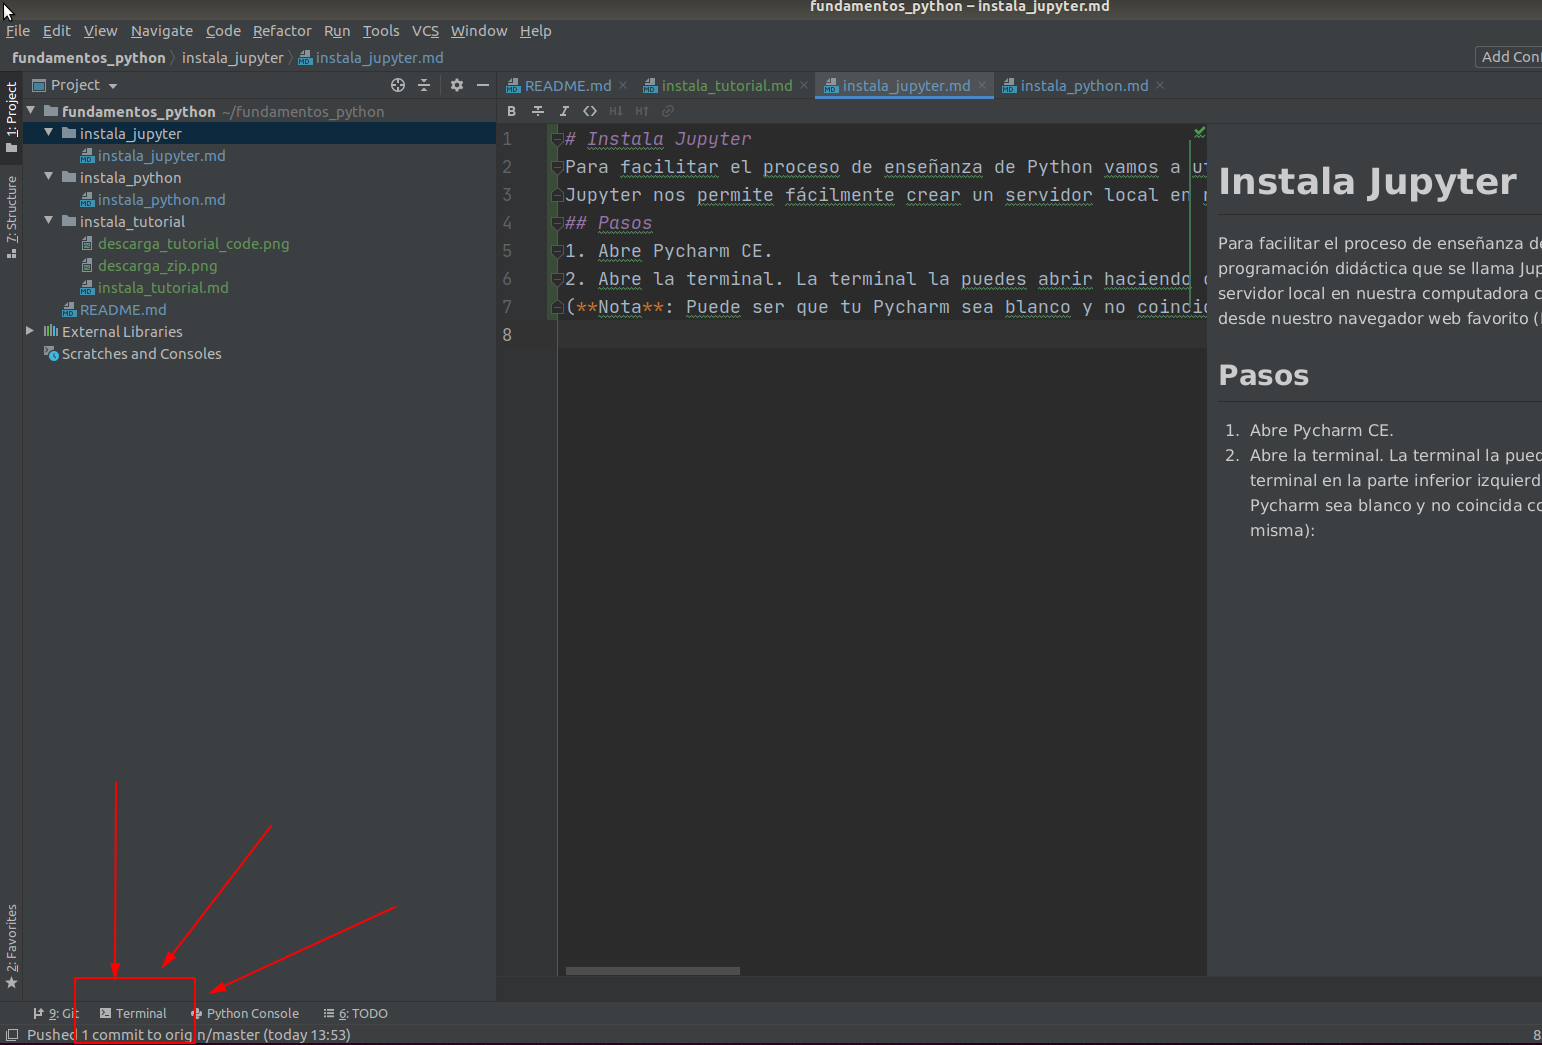 fundamentos_python – instala_jupyter.md
File Edit View Navigate Code Refactor Run Tools VCS Window Help
fundamentos_python instala_jupyter instala_jupyter.md
Add Con
1: Project
7: Structure
2: Favorites
Project
fundamentos_python ~/fundamentos_python
instala_jupyter
instala_jupyter.md
instala_python
instala_python.md
instala_tutorial
descarga_tutorial_code.png
descarga_zip.png
instala_tutorial.md
README.md
External Libraries
Scratches and Consoles
README.md instala_tutorial.md instala_jupyter.md instala_python.md
B I <> H↓ H↑
1 # Instala Jupyter
2 Para facilitar el proceso de enseñanza de Python vamos a ut
3 Jupyter nos permite fácilmente crear un servidor local en
4 ## Pasos
5 1. Abre Pycharm CE.
6 2. Abre la terminal. La terminal la puedes abrir haciendo
7 (**Nota**: Puede ser que tu Pycharm sea blanco y no coincid
8
Instala Jupyter
Para facilitar el proceso de enseñanza de
programación didáctica que se llama Jup
servidor local en nuestra computadora c
desde nuestro navegador web favorito (
Pasos
1. Abre Pycharm CE.
2. Abre la terminal. La terminal la pued
terminal en la parte inferior izquierd
Pycharm sea blanco y no coincida co
misma):
9: Git Terminal Python Console 6: TODO
Pushed 1 commit to origin/master (today 13:53)
8